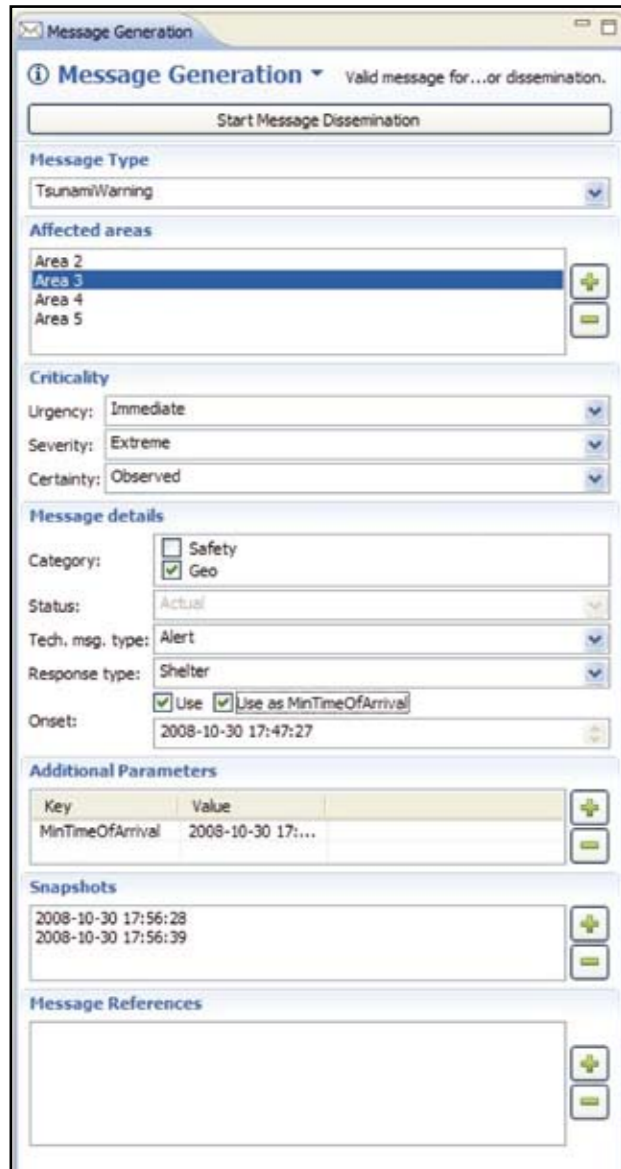 Message Generation
Message Generation Valid message for...or dissemination.
Start Message Dissemination
Message Type
TsunamiWarning
Affected areas
Area 2
Area 3
Area 4
Area 5
Criticality
Urgency: Immediate
Severity: Extreme
Certainty: Observed
Message details
Category: Safety
Geo
Status: Actual
Tech. msg. type: Alert
Response type: Shelter
Onset: Use Use as MinTimeOfArrival
2008-10-30 17:47:27
Additional Parameters
Key Value
MinTimeOfArrival 2008-10-30 17:...
Snapshots
2008-10-30 17:56:28
2008-10-30 17:56:39
Message References